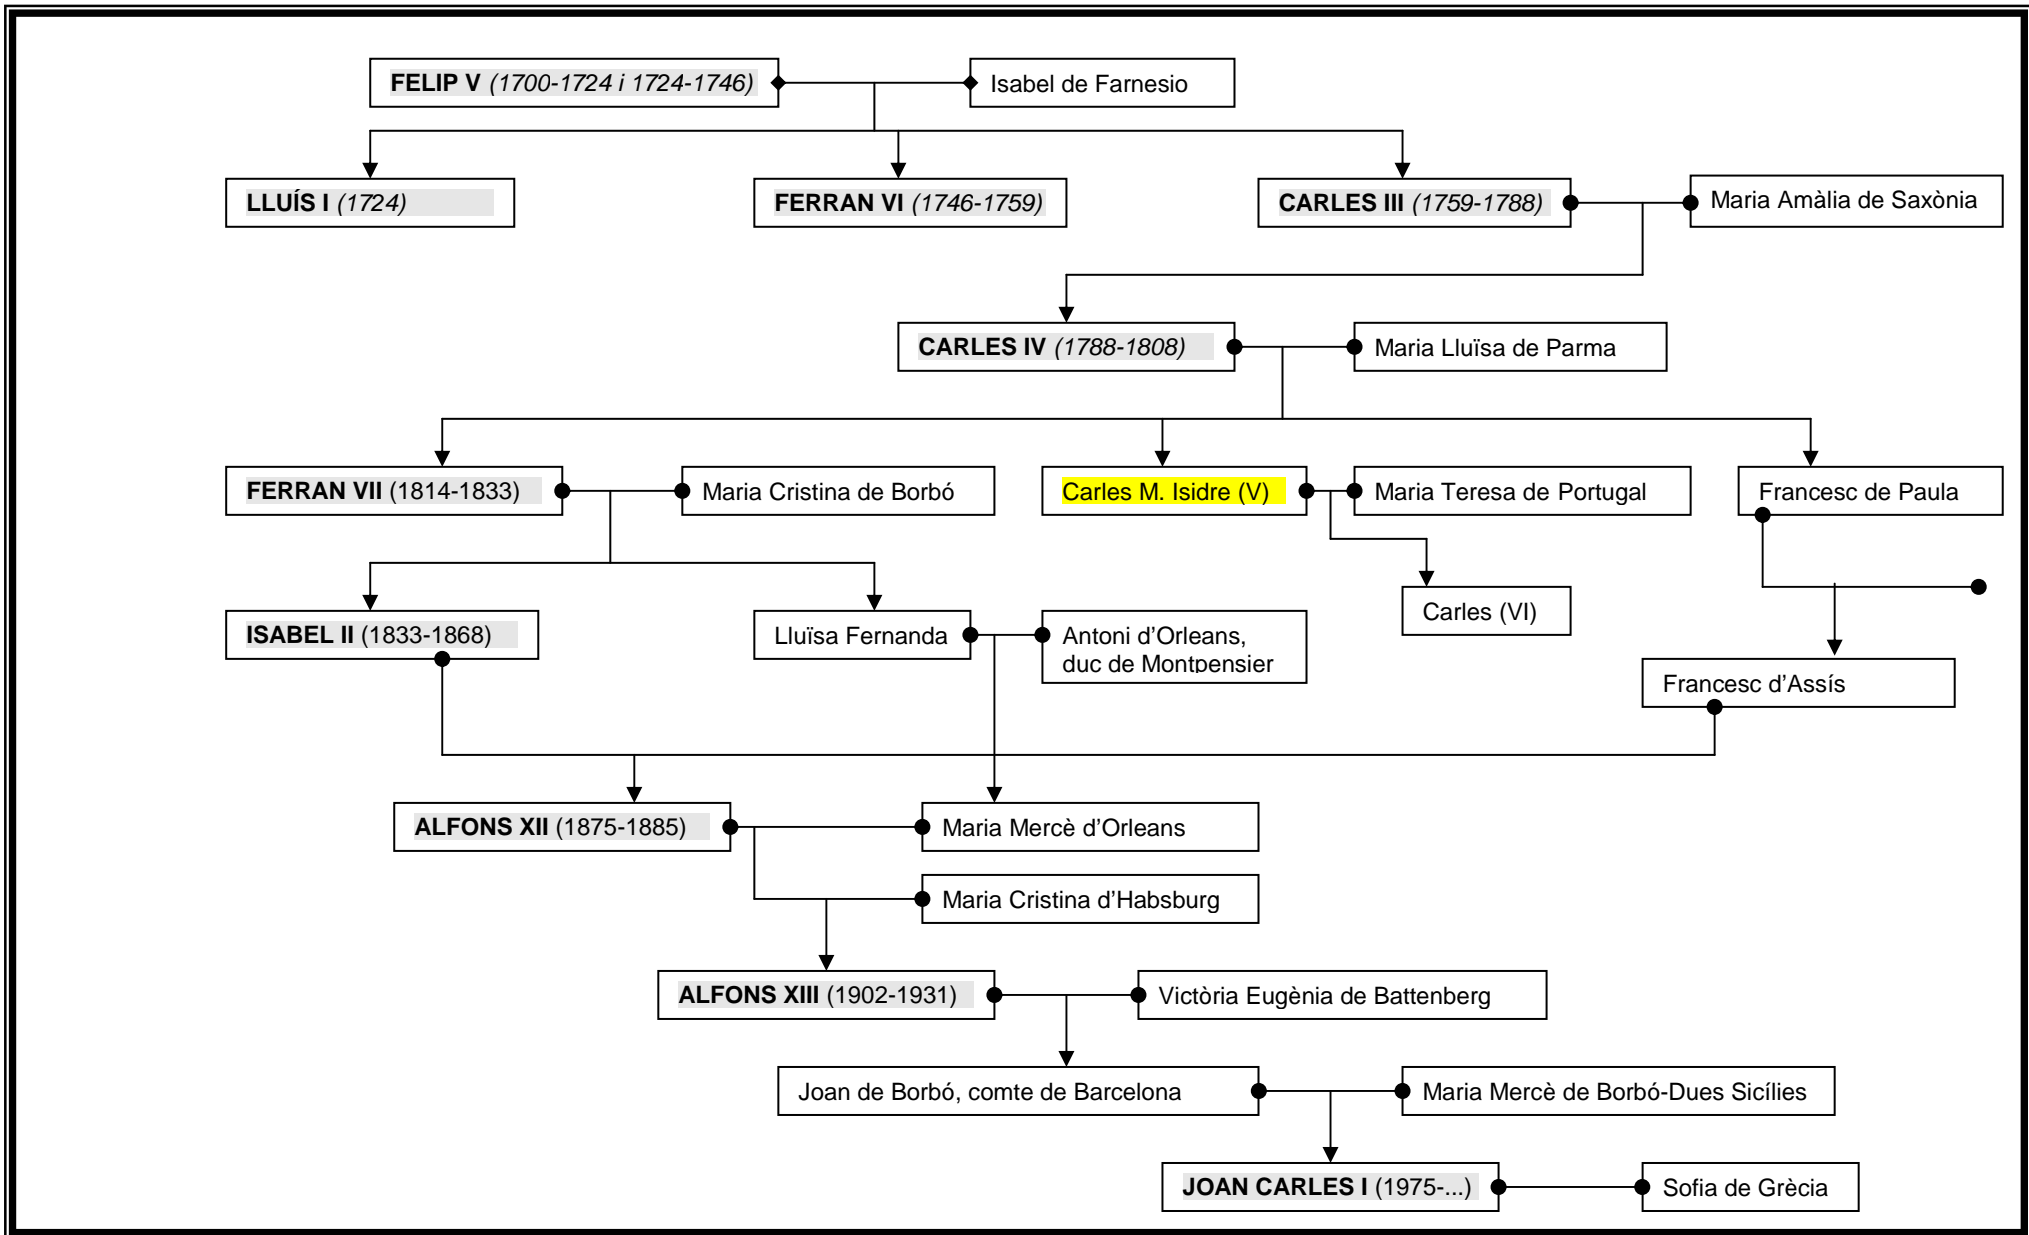 FELIP V (1700-1724 i 1724-1746)
Isabel de Farnesio
LLUÍS I (1724)
FERRAN VI (1746-1759)
CARLES III (1759-1788)
Maria Amàlia de Saxònia
CARLES IV (1788-1808)
Maria Lluïsa de Parma
FERRAN VII (1814-1833)
Maria Cristina de Borbó
Carles M. Isidre (V)
Maria Teresa de Portugal
Francesc de Paula
Carles (VI)
ISABEL II (1833-1868)
Lluïsa Fernanda
Antoni d’Orleans,
duc de Montpensier
Francesc d’Assís
ALFONS XII (1875-1885)
Maria Mercè d’Orleans
Maria Cristina d’Habsburg
ALFONS XIII (1902-1931)
Victòria Eugènia de Battenberg
Joan de Borbó, comte de Barcelona
Maria Mercè de Borbó-Dues Sicílies
JOAN CARLES I (1975-...)
Sofia de Grècia